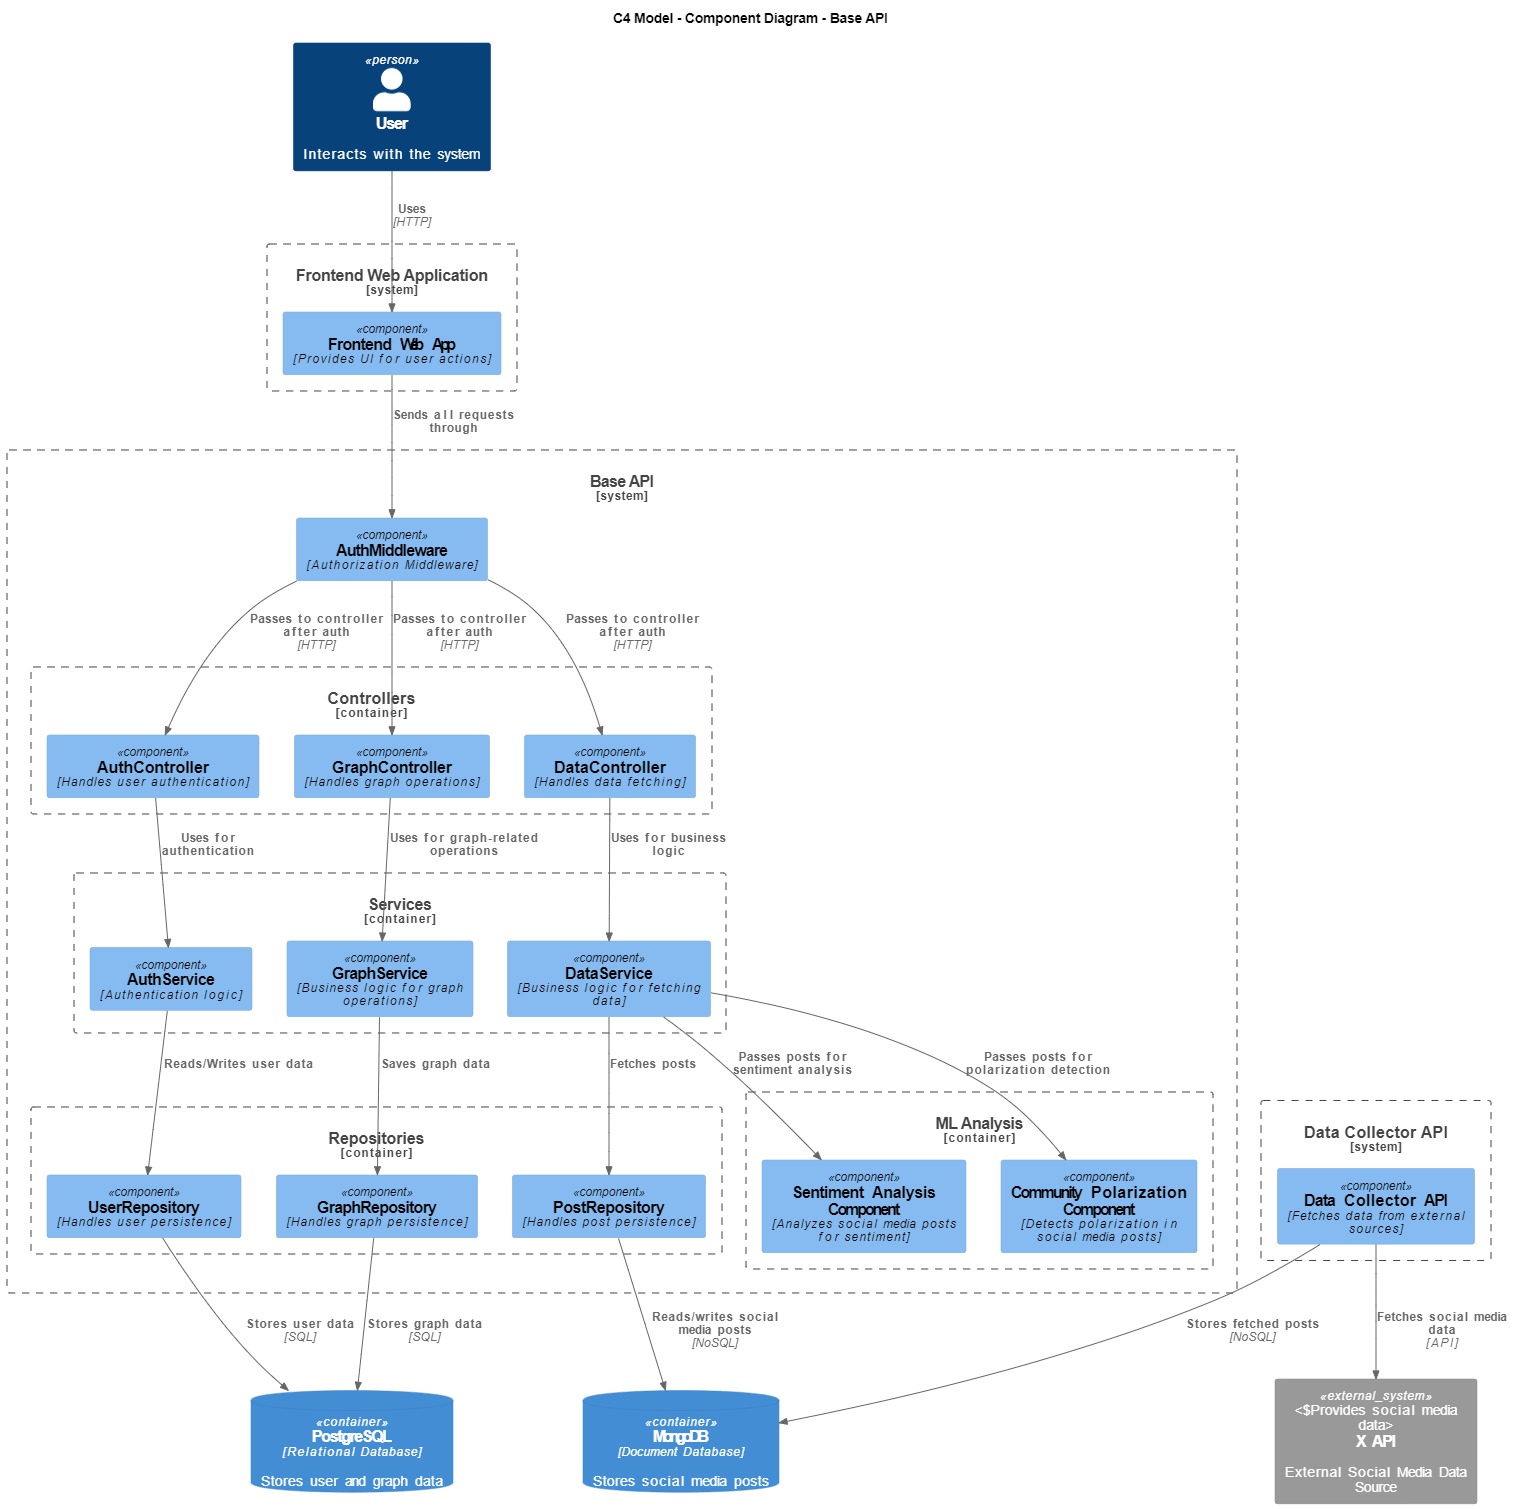 C4 Model - Component Diagram - Base API
«person»
User
Interacts with the system
Uses
[HTTP]
Frontend Web Application
[system]
«component»
Frontend Web App
[Provides UI for user actions]
Sends all requests
through
Base API
[system]
«component»
AuthMiddleware
[Authorization Middleware]
Passes to controller
after auth
[HTTP]
Passes to controller
after auth
[HTTP]
Passes to controller
after auth
[HTTP]
Controllers
[container]
«component»
AuthController
[Handles user authentication]
«component»
GraphController
[Handles graph operations]
«component»
DataController
[Handles data fetching]
Uses for
authentication
Uses for graph-related
operations
Uses for business
logic
Services
[container]
«component»
AuthService
[Authentication logic]
«component»
GraphService
[Business logic for graph
operations]
«component»
DataService
[Business logic for fetching
data]
Reads/Writes user data
Saves graph data
Fetches posts
Passes posts for
sentiment analysis
Passes posts for
polarization detection
Repositories
[container]
«component»
UserRepository
[Handles user persistence]
«component»
GraphRepository
[Handles graph persistence]
«component»
PostRepository
[Handles post persistence]
ML Analysis
[container]
«component»
Sentiment Analysis
Component
[Analyzes social media posts
for sentiment]
«component»
Community Polarization
Component
[Detects polarization in
social media posts]
Data Collector API
[system]
«component»
Data Collector API
[Fetches data from external
sources]
Stores user data
[SQL]
Stores graph data
[SQL]
Reads/writes social
media posts
[NoSQL]
Stores fetched posts
[NoSQL]
Fetches social media
data
[API]
«container»
PostgreSQL
[Relational Database]
Stores user and graph data
«container»
MongoDB
[Document Database]
Stores social media posts
«external_system»
<$Provides social media
data>
X API
External Social Media Data
Source